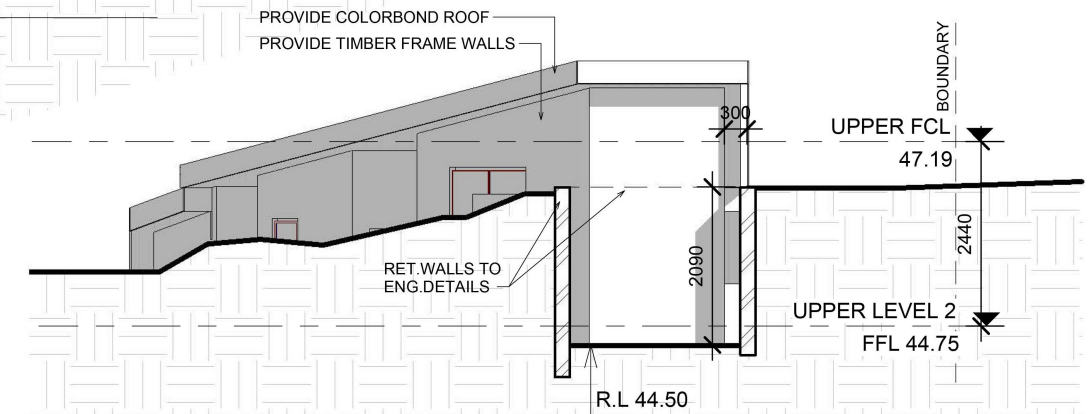 PROVIDE COLORBOND ROOF
PROVIDE TIMBER FRAME WALLS
BOUNDARY
300
UPPER FCL
47.19
2440
2090
RET.WALLS TO
ENG.DETAILS
UPPER LEVEL 2
FFL 44.75
R.L 44.50